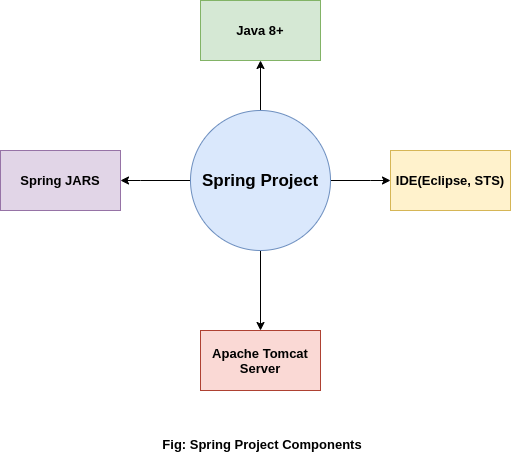 Java 8+
Spring JARS
Spring Project
IDE(Eclipse, STS)
Apache Tomcat
Server
Fig: Spring Project Components